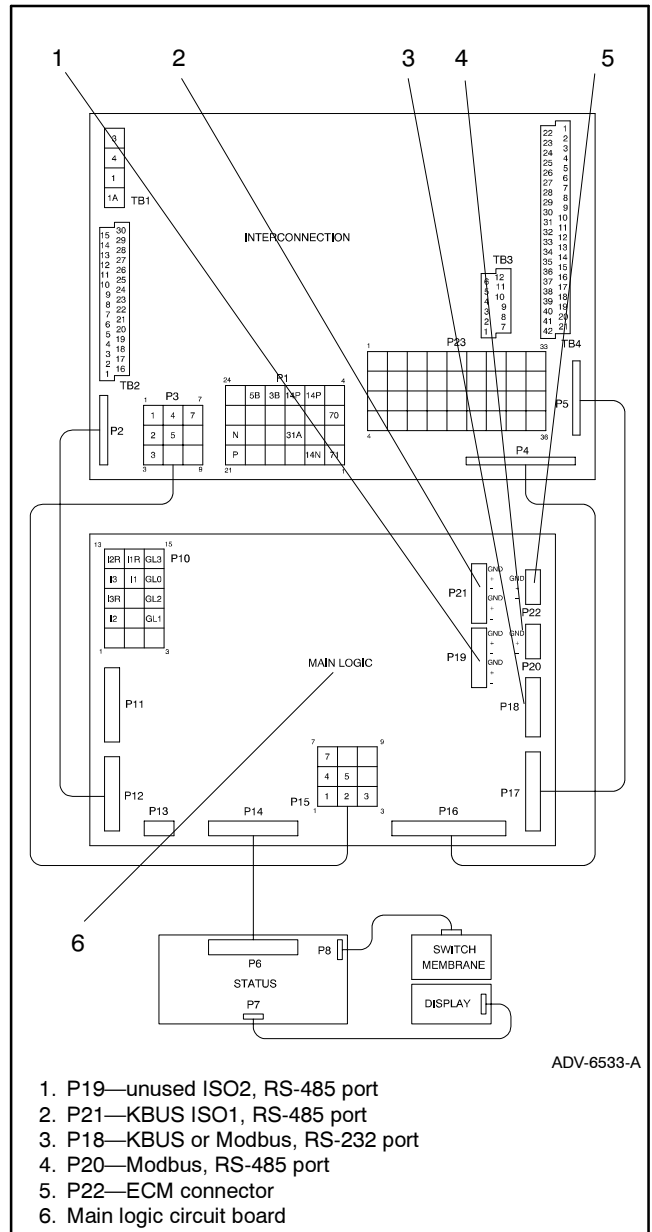 1 2 3 4 5
3
4
1
1A
TB1
INTERCONNECTION
15 30
14 29
13 28
12 27
11 26
10 25
9 24
8 23
7 22
6 21
5 20
4 19
3 18
2 17
1 16
TB2
TB3
6 12
5 11
4 10
3 9
2 8
1 7
22 1
23 2
24 3
25 4
26 5
27 6
28 7
29 8
30 9
31 10
32 11
33 12
34 13
35 14
36 15
37 16
38 17
39 18
40 19
41 20
42 21
TB4
P2
P3
1 7
1 4 7
2 5
3
3 9
P1
24 4
5B 3B 14P 14P
70
N 31A
P 14N 71
21 1
P23
1 33
4 36
P5
P4
13 15
P10
I2R I1R GL3
I3 I1 GL0
I3R GL2
I2 GL1
1 3
P11
P12
P13
P14
MAIN LOGIC
P15
7 9
7
4 5
1 2 3
1 3
P16
P17
P18
P21
GND
+
-
GND
+
-
P19
GND
+
-
GND
+
-
GND
+
-
P22
GND
+
-
P20
6
P6
STATUS
P7
P8
SWITCH
MEMBRANE
DISPLAY
ADV-6533-A
1. P19—unused ISO2, RS-485 port
2. P21—KBUS ISO1, RS-485 port
3. P18—KBUS or Modbus, RS-232 port
4. P20—Modbus, RS-485 port
5. P22—ECM connector
6. Main logic circuit board